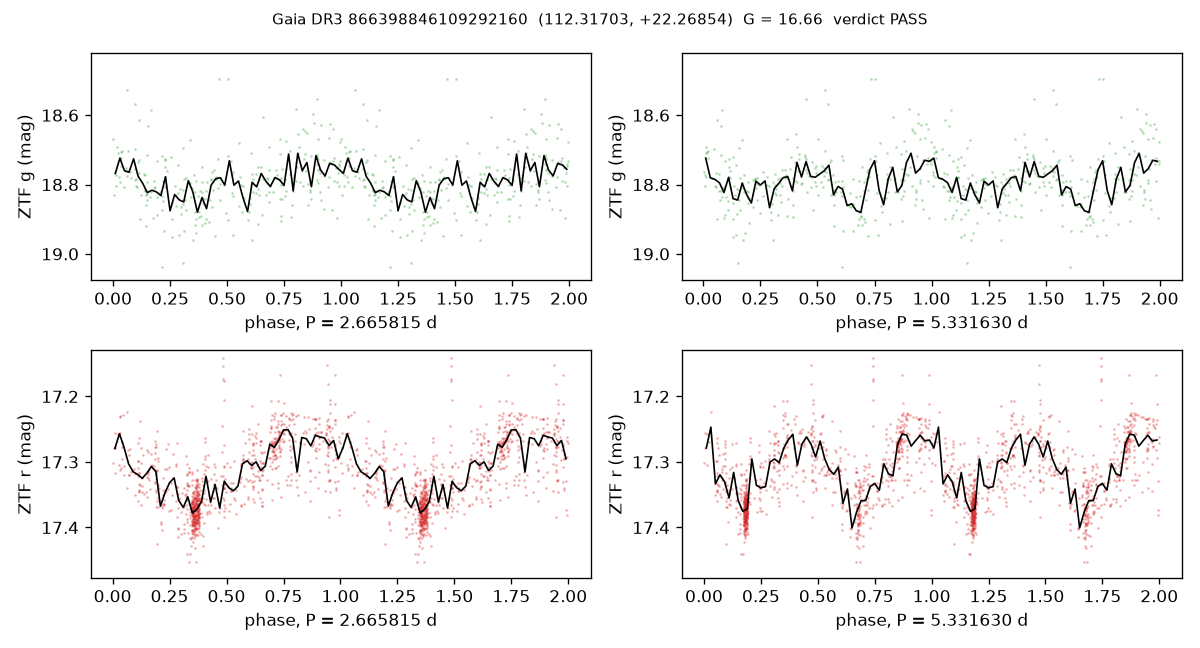 Gaia DR3 866398846109292160 (112.31703, +22.26854) G = 16.66 verdict PASS
ZTF g (mag)
18.6
18.8
19.0
0.00 0.25 0.50 0.75 1.00 1.25 1.50 1.75 2.00
phase, P = 2.665815 d
ZTF g (mag)
18.6
18.8
19.0
0.00 0.25 0.50 0.75 1.00 1.25 1.50 1.75 2.00
phase, P = 5.331630 d
ZTF r (mag)
17.2
17.3
17.4
0.00 0.25 0.50 0.75 1.00 1.25 1.50 1.75 2.00
phase, P = 2.665815 d
ZTF r (mag)
17.2
17.3
17.4
0.00 0.25 0.50 0.75 1.00 1.25 1.50 1.75 2.00
phase, P = 5.331630 d